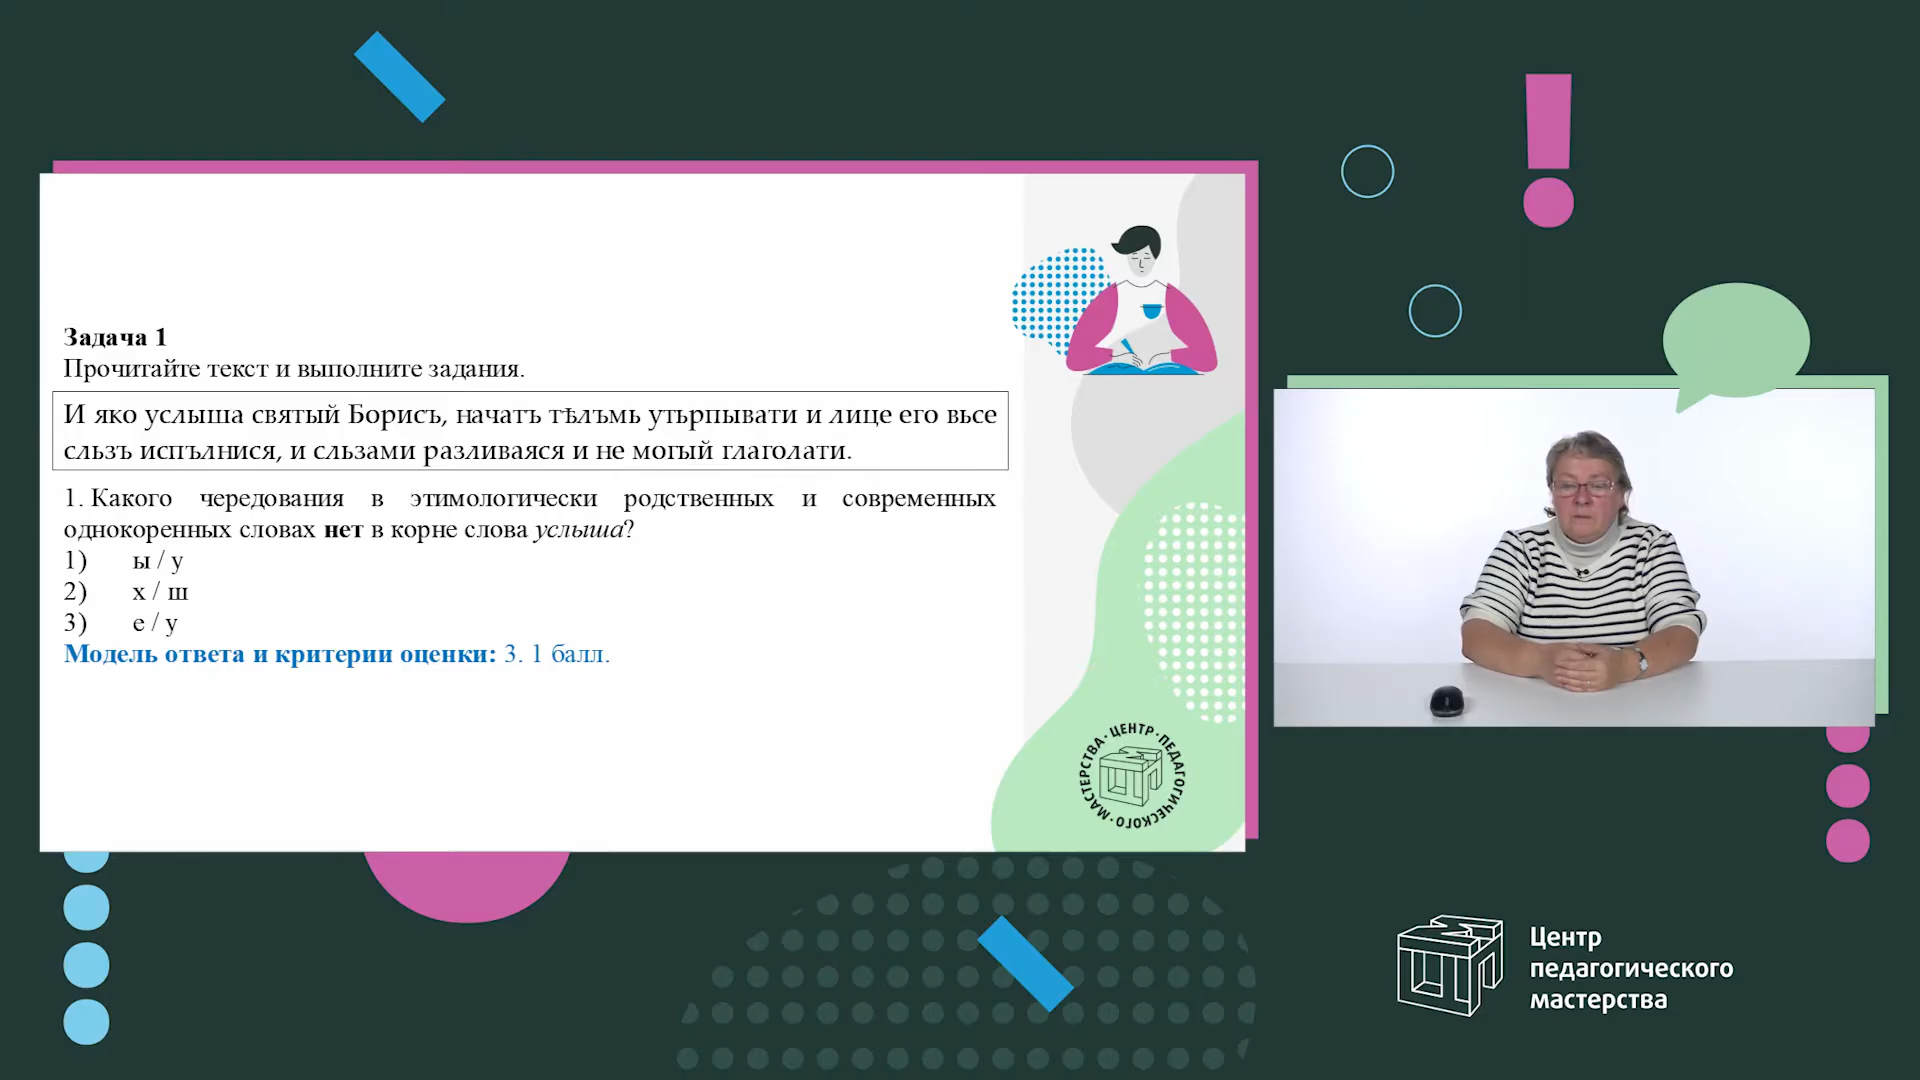 Задача 1
Прочитайте текст и выполните задания.
И яко услыша святый Борисъ, начатъ тѣлъмь утьрпывати и лице его вьсе
сльзъ испълнися, и сльзами разливаяся и не могый глаголати.
1. Какого чередования в этимологически родственных и современных
однокоренных словах нет в корне слова услыша?
1) ы / у
2) х / ш
3) е / у
Модель ответа и критерии оценки: 3. 1 балл.
ЦЕНТР · ПЕДАГОГИЧЕСКОГО · МАСТЕРСТВА ·
Центр
педагогического
мастерства